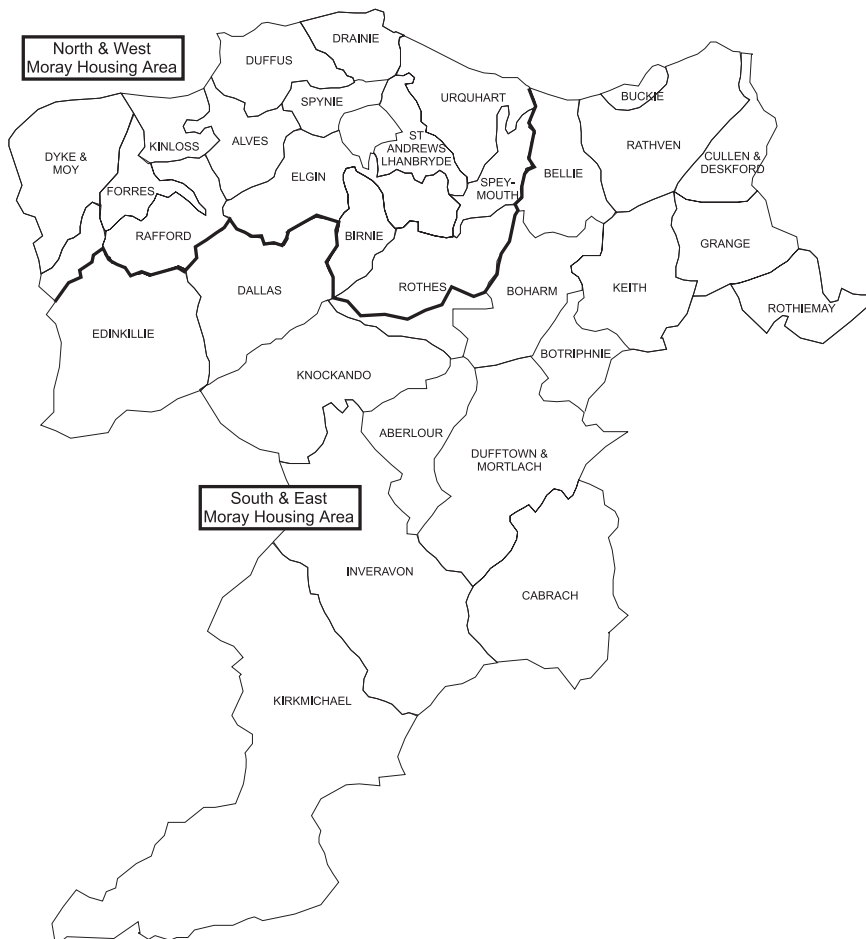 North & West
Moray Housing Area
DRAINIE
DUFFUS
SPYNIE
URQUHART
BUCKIE
KINLOSS
ALVES
ST
ANDREWS
LHANBRYDE
RATHVEN
DYKE &
MOY
CULLEN &
DESKFORD
ELGIN
BELLIE
FORRES
SPEY-
MOUTH
RAFFORD
BIRNIE
GRANGE
DALLAS
ROTHES
BOHARM
KEITH
ROTHIEMAY
EDINKILLIE
BOTRIPHNIE
KNOCKANDO
ABERLOUR
DUFFTOWN &
MORTLACH
South & East
Moray Housing Area
INVERAVON
CABRACH
KIRKMICHAEL